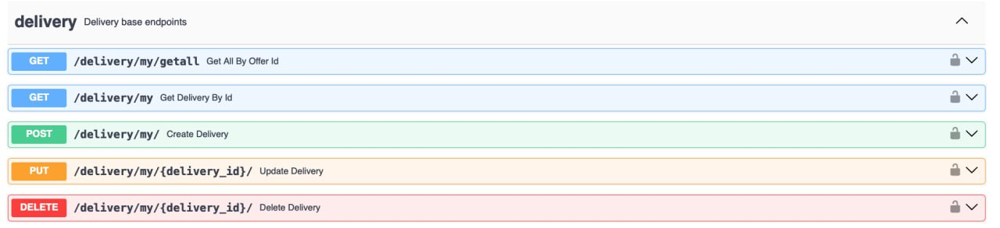 delivery Delivery base endpoints
GET /delivery/my/getall Get All By Offer Id
GET /delivery/my Get Delivery By Id
POST /delivery/my/ Create Delivery
PUT /delivery/my/{delivery_id}/ Update Delivery
DELETE /delivery/my/{delivery_id}/ Delete Delivery